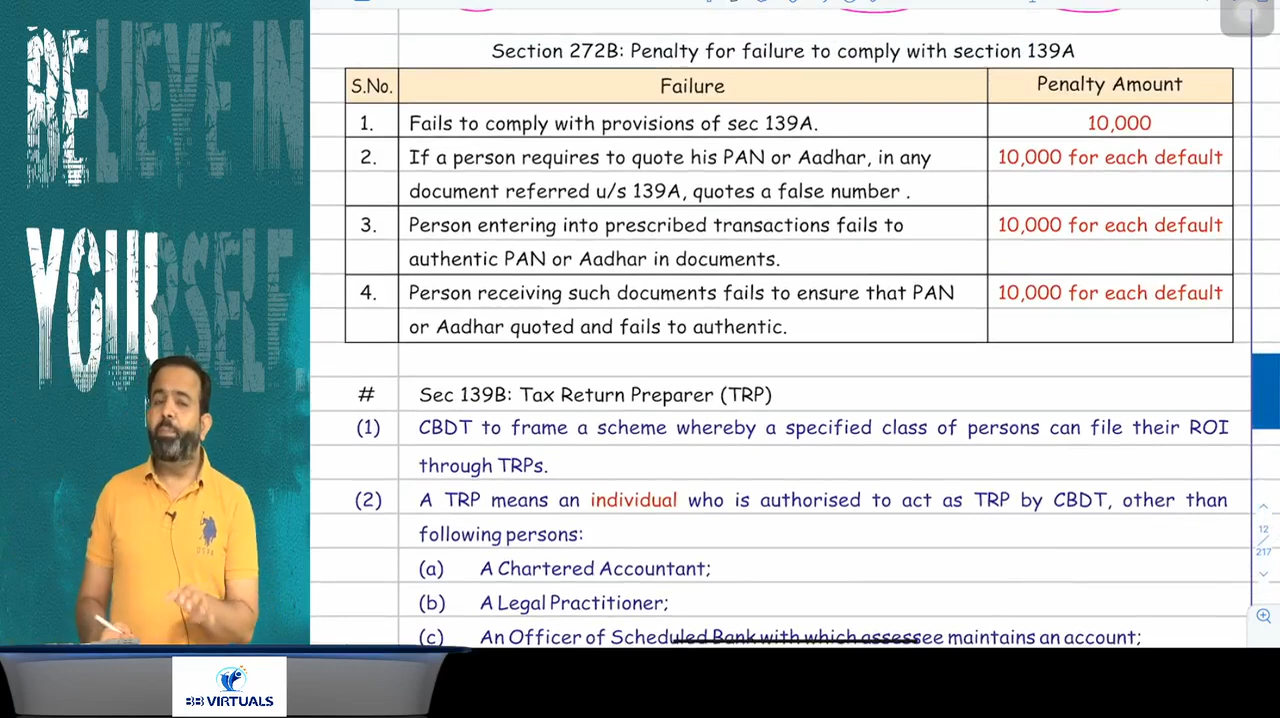 BELIEVE IN
YOURSELF.
Section 272B: Penalty for failure to comply with section 139A
S.No. Failure Penalty Amount
1. Fails to comply with provisions of sec 139A. 10,000
2. If a person requires to quote his PAN or Aadhar, in any 10,000 for each default
document referred u/s 139A, quotes a false number .
3. Person entering into prescribed transactions fails to 10,000 for each default
authentic PAN or Aadhar in documents.
4. Person receiving such documents fails to ensure that PAN 10,000 for each default
or Aadhar quoted and fails to authentic.
# Sec 139B: Tax Return Preparer (TRP)
(1) CBDT to frame a scheme whereby a specified class of persons can file their ROI
through TRPs.
(2) A TRP means an individual who is authorised to act as TRP by CBDT, other than
following persons:
(a) A Chartered Accountant;
(b) A Legal Practitioner;
(c) An Officer of Scheduled Bank with which assessee maintains an account;
12
217
BB VIRTUALS